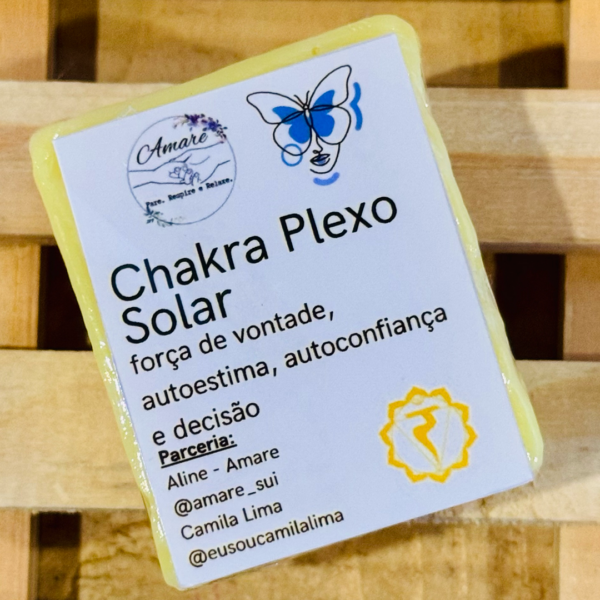 Amare
Pare, Respire e Relaxe.
Chakra Plexo
Solar
força de vontade,
autoestima, autoconfiança
e decisão
Parceria:
Aline - Amare
@amare_sui
Camila Lima
@eusoucamilalima